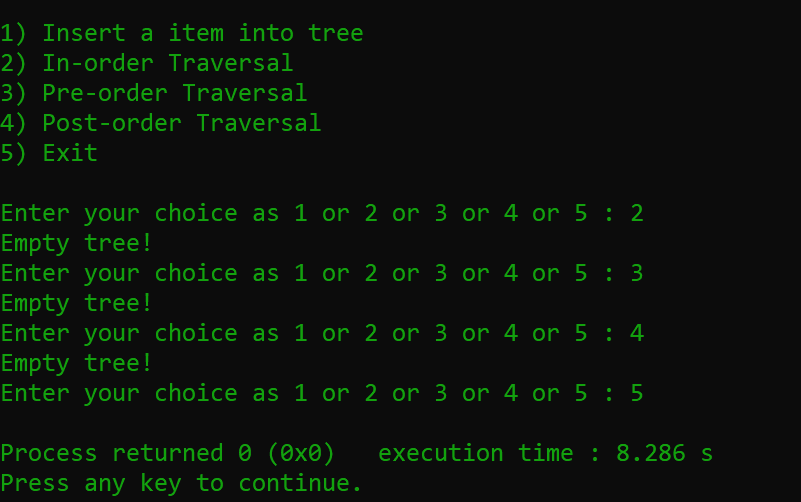 1) Insert a item into tree
2) In-order Traversal
3) Pre-order Traversal
4) Post-order Traversal
5) Exit
Enter your choice as 1 or 2 or 3 or 4 or 5 : 2
Empty tree!
Enter your choice as 1 or 2 or 3 or 4 or 5 : 3
Empty tree!
Enter your choice as 1 or 2 or 3 or 4 or 5 : 4
Empty tree!
Enter your choice as 1 or 2 or 3 or 4 or 5 : 5
Process returned 0 (0x0)   execution time : 8.286 s
Press any key to continue.